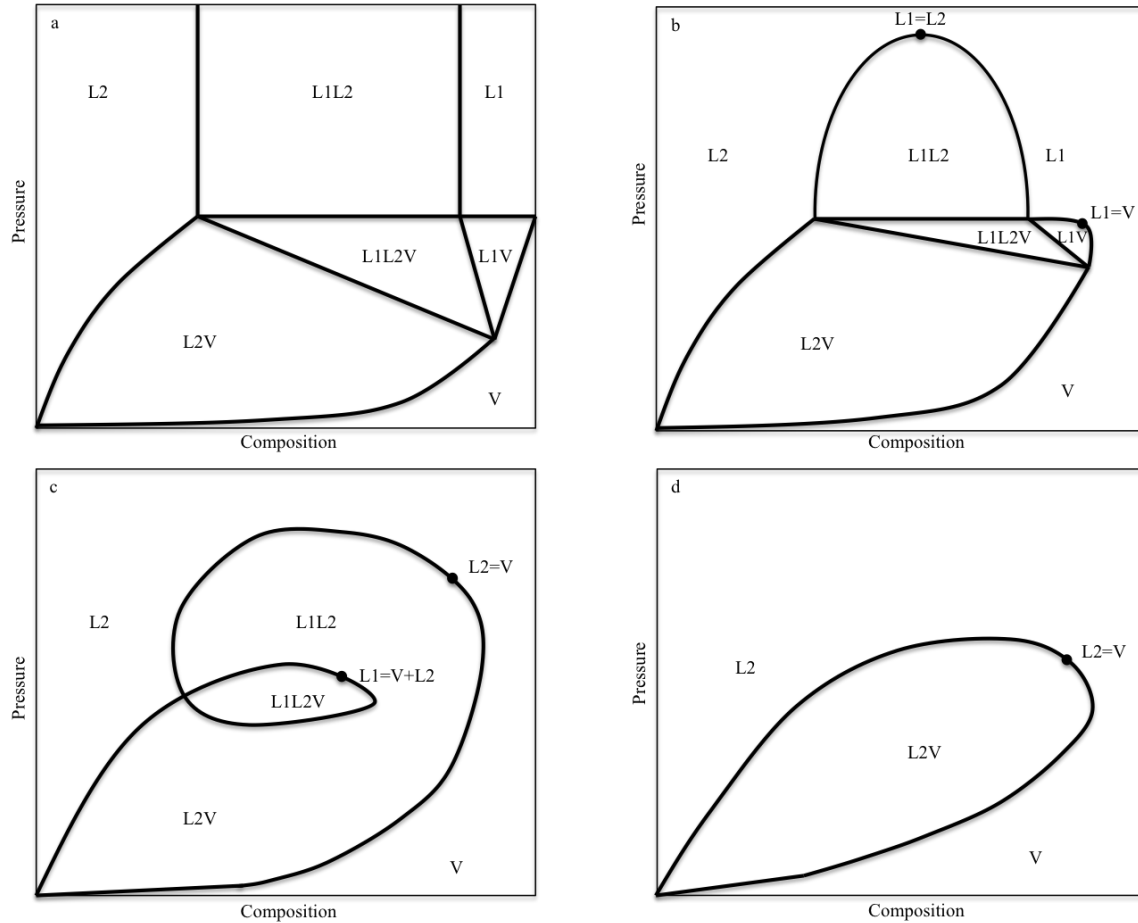 a
L2
L1L2
L1
L1L2V
L1V
L2V
V
Pressure
Composition
b
L1=L2
L2
L1L2
L1
L1=V
L1L2V
L1V
L2V
V
Pressure
Composition
c
L2=V
L2
L1L2
L1=V+L2
L1L2V
L2V
V
Pressure
Composition
d
L2=V
L2
L2V
V
Pressure
Composition